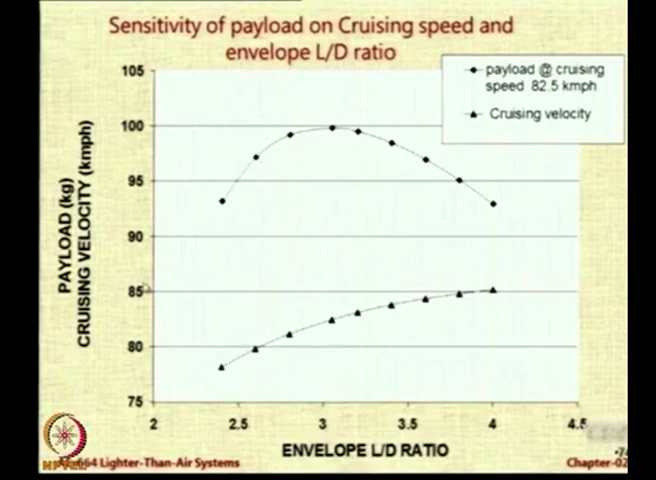 Sensitivity of payload on Cruising speed and
envelope L/D ratio
payload @ cruising
speed 82.5 kmph
Cruising velocity
PAYLOAD (kg)
CRUISING VELOCITY (kmph)
105
100
95
90
85
80
75
2
2.5
3
3.5
4
4.5
ENVELOPE L/D RATIO
NPTEL
664 Lighter-Than-Air Systems
Chapter-02